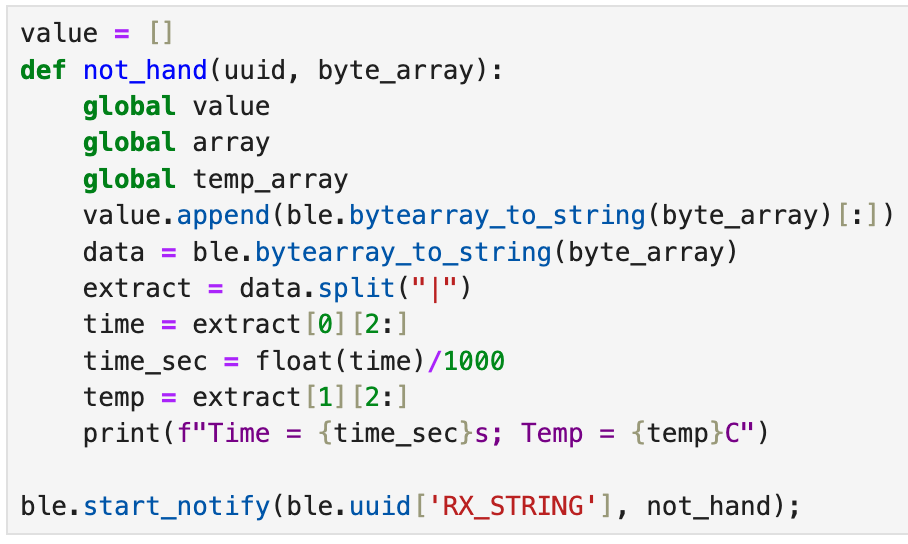 value = []
def not_hand(uuid, byte_array):
    global value
    global array
    global temp_array
    value.append(ble.bytearray_to_string(byte_array)[:])
    data = ble.bytearray_to_string(byte_array)
    extract = data.split("|")
    time = extract[0][2:]
    time_sec = float(time)/1000
    temp = extract[1][2:]
    print(f"Time = {time_sec}s; Temp = {temp}C")

ble.start_notify(ble.uuid['RX_STRING'], not_hand);